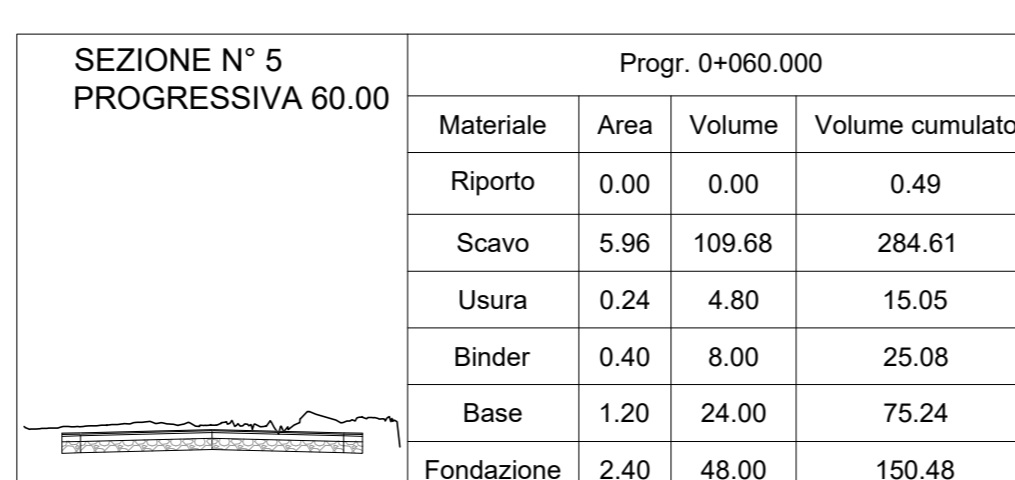 SEZIONE N° 5
PROGRESSIVA 60.00
Progr. 0+060.000
Materiale Area Volume Volume cumulato
Riporto 0.00 0.00 0.49
Scavo 5.96 109.68 284.61
Usura 0.24 4.80 15.05
Binder 0.40 8.00 25.08
Base 1.20 24.00 75.24
Fondazione 2.40 48.00 150.48